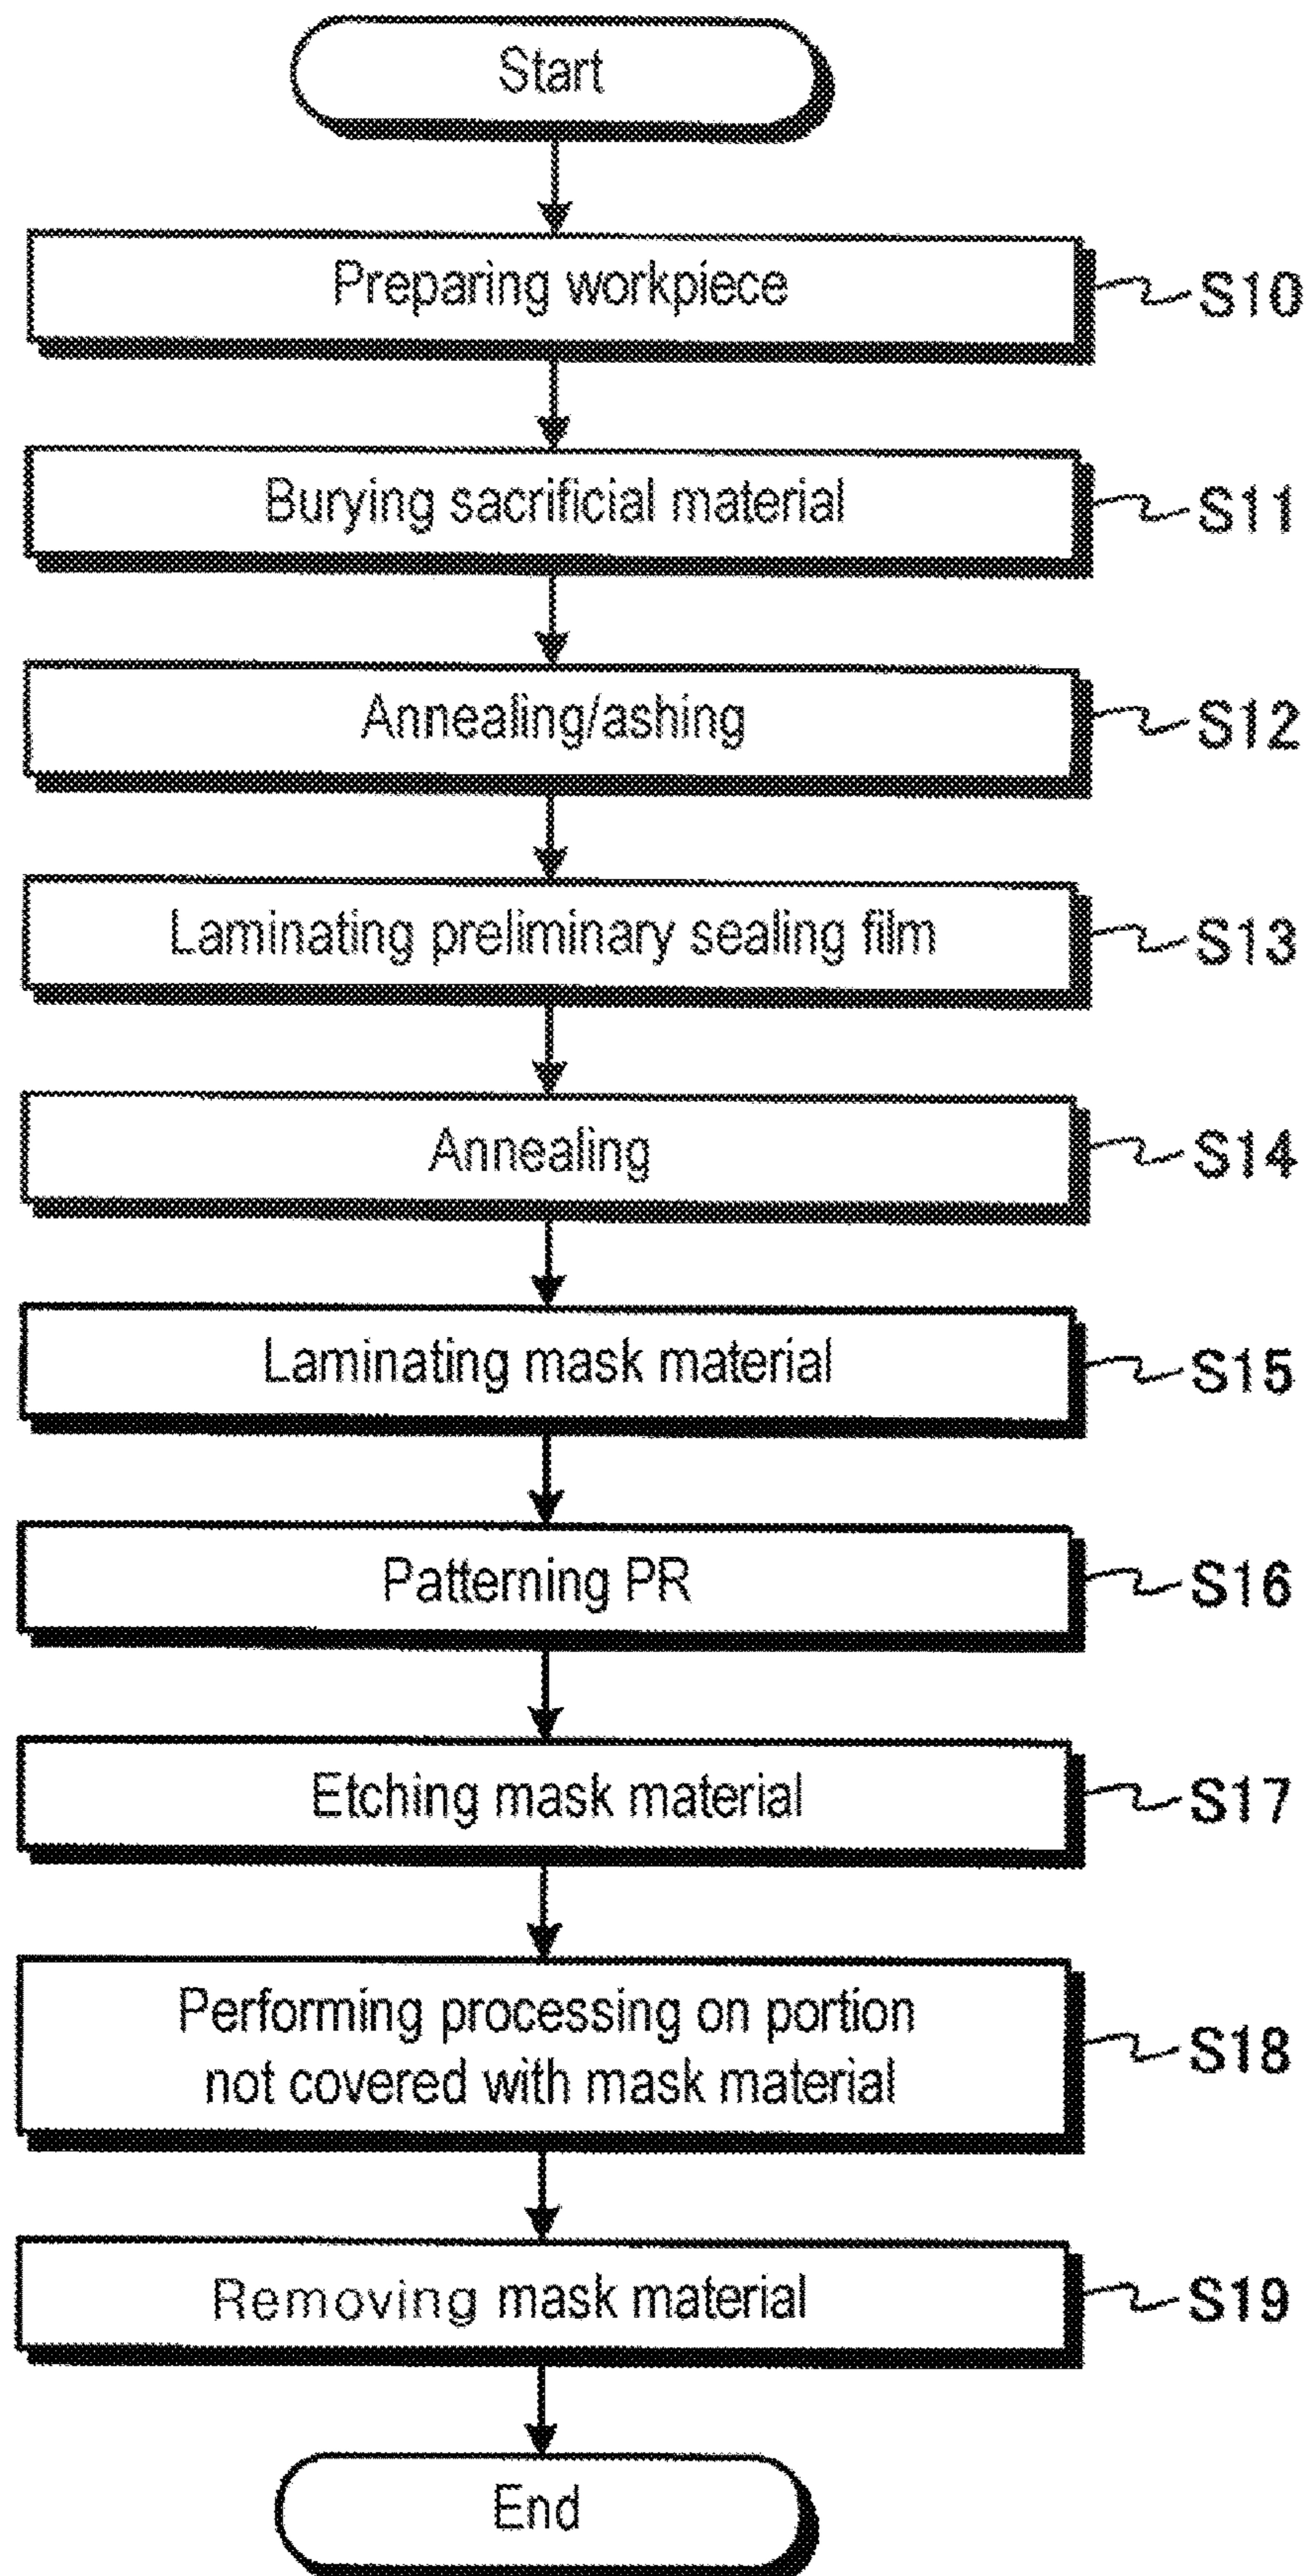 Start
Preparing workpiece
S10
Burying sacrificial material
S11
Annealing/ashing
S12
Laminating preliminary sealing film
S13
Annealing
S14
Laminating mask material
S15
Patterning PR
S16
Etching mask material
S17
Performing processing on portion
not covered with mask material
S18
Removing mask material
S19
End